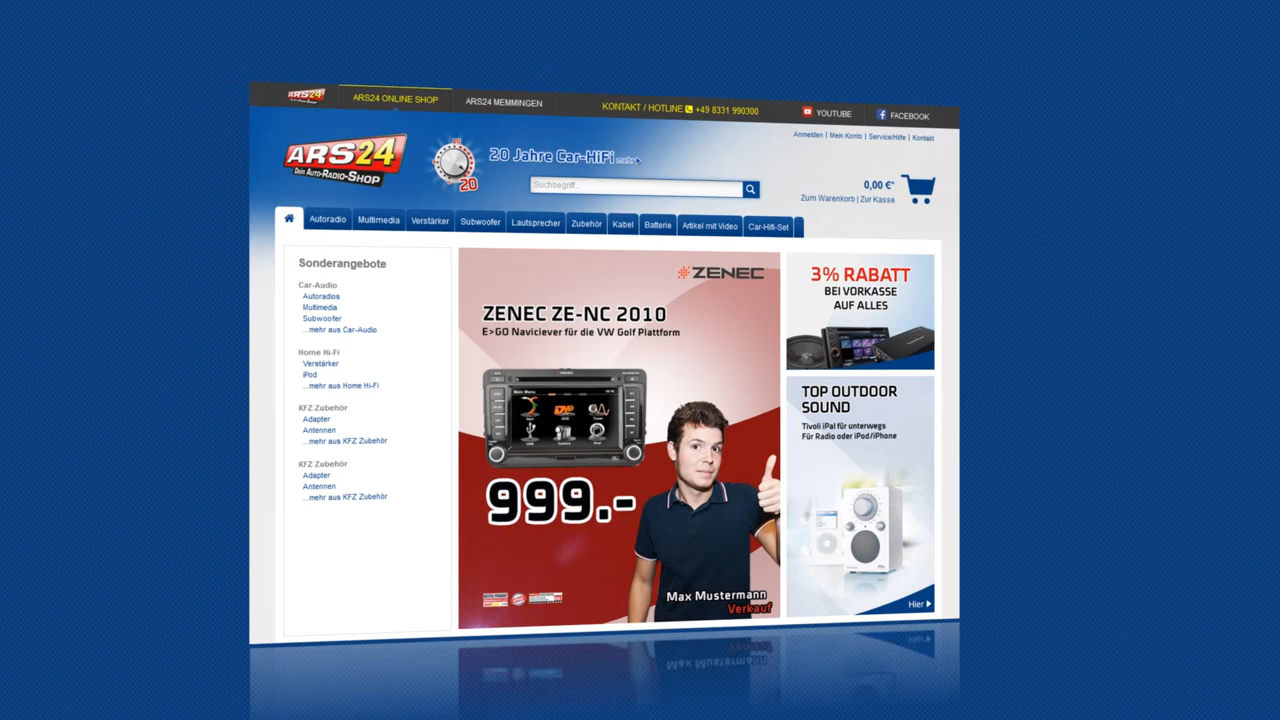 ARS24
ARS24 ONLINE SHOP
ARS24 MEMMINGEN
KONTAKT / HOTLINE +49 8331 990300
YOUTUBE
FACEBOOK
Anmelden | Mein Konto | Service/Hilfe | Kontakt
ARS24
DEIN AUTO-RADIO-SHOP
10
20
20 Jahre Car-HiFi mehr
Suchbegriff...
0,00 €*
Zum Warenkorb | Zur Kasse
Autoradio
Multimedia
Verstärker
Subwoofer
Lautsprecher
Zubehör
Kabel
Batterie
Artikel mit Video
Car-Hifi-Set
Sonderangebote
Car-Audio
Autoradios
Multimedia
Subwoofer
...mehr aus Car-Audio
Home Hi-Fi
Verstärker
iPod
...mehr aus Home Hi-Fi
KFZ Zubehör
Adapter
Antennen
...mehr aus KFZ Zubehör
KFZ Zubehör
Adapter
Antennen
...mehr aus KFZ Zubehör
ZENEC
ZENEC ZE-NC 2010
E>GO Naviciever für die VW Golf Plattform
Main Menu
999.-
Max Mustermann
Verkauf
3% RABATT
BEI VORKASSE
AUF ALLES
TOP OUTDOOR
SOUND
Tivoli iPal für unterwegs
Für Radio oder iPod/iPhone
Hier